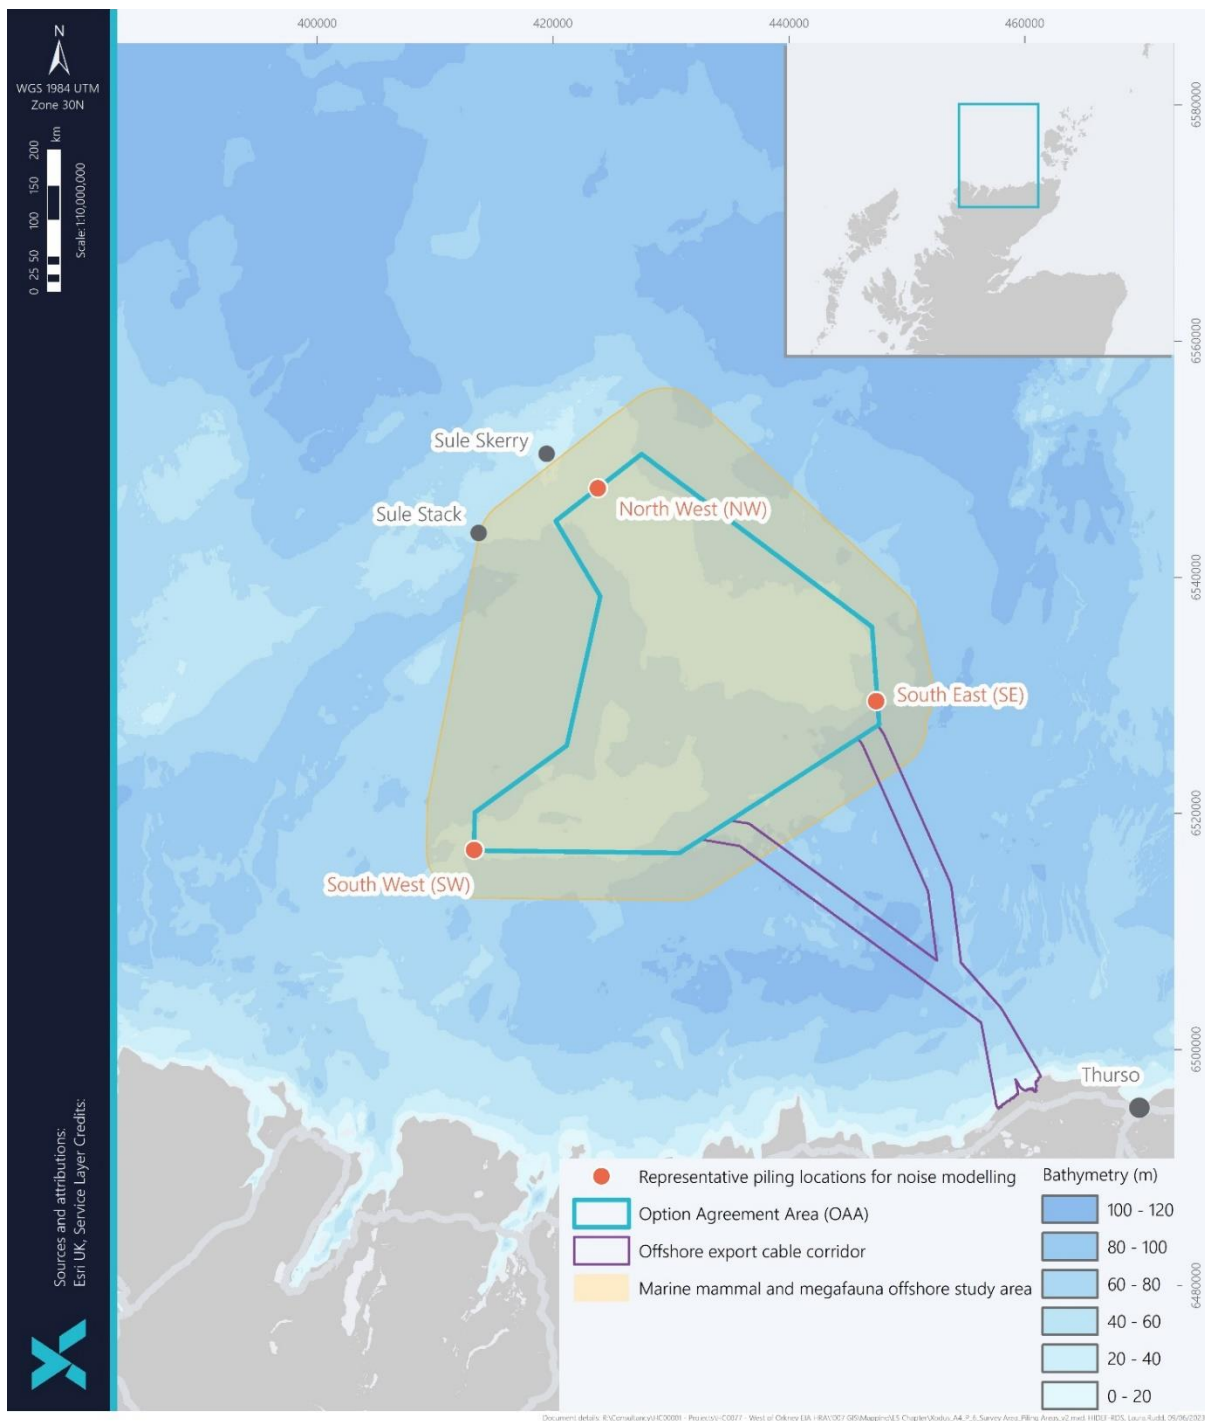 400000
420000
440000
460000
N
WGS 1984 UTM
Zone 30N
km
0 25 50 100 150 200
Scale: 1:10,000,000
6580000
6560000
6540000
6520000
6500000
6480000
Sule Skerry
Sule Stack
North West (NW)
South East (SE)
South West (SW)
Thurso
Sources and attributions:
Esri UK, Service Layer Credits:
Representative piling locations for noise modelling
Option Agreement Area (OAA)
Offshore export cable corridor
Marine mammal and megafauna offshore study area
Bathymetry (m)
100 - 120
80 - 100
60 - 80
40 - 60
20 - 40
0 - 20